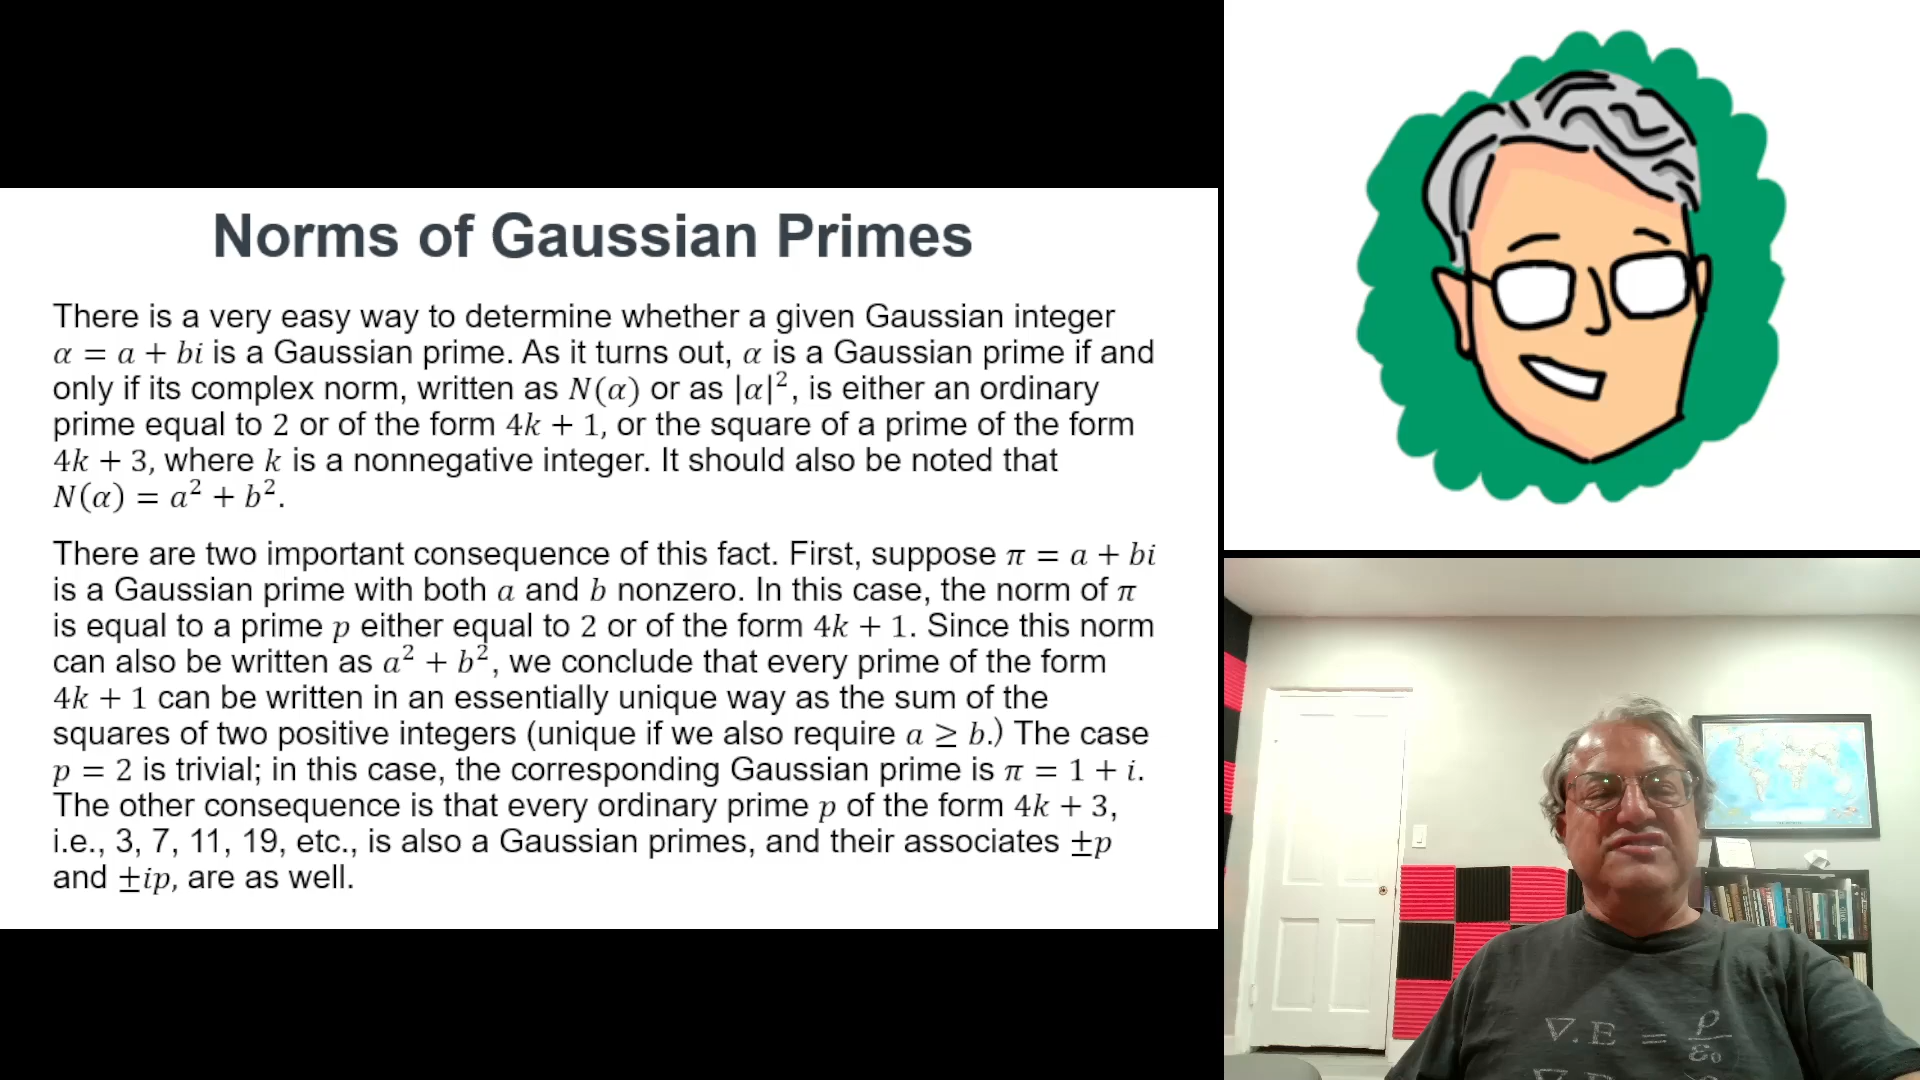 Norms of Gaussian Primes
There is a very easy way to determine whether a given Gaussian integer
α = a + bi is a Gaussian prime. As it turns out, α is a Gaussian prime if and
only if its complex norm, written as N(α) or as |α|², is either an ordinary
prime equal to 2 or of the form 4k + 1, or the square of a prime of the form
4k + 3, where k is a nonnegative integer. It should also be noted that
N(α) = a² + b².
There are two important consequence of this fact. First, suppose π = a + bi
is a Gaussian prime with both a and b nonzero. In this case, the norm of π
is equal to a prime p either equal to 2 or of the form 4k + 1. Since this norm
can also be written as a² + b², we conclude that every prime of the form
4k + 1 can be written in an essentially unique way as the sum of the
squares of two positive integers (unique if we also require a ≥ b.) The case
p = 2 is trivial; in this case, the corresponding Gaussian prime is π = 1 + i.
The other consequence is that every ordinary prime p of the form 4k + 3,
i.e., 3, 7, 11, 19, etc., is also a Gaussian primes, and their associates ±p
and ±ip, are as well.
∇. E = ρ/ε₀